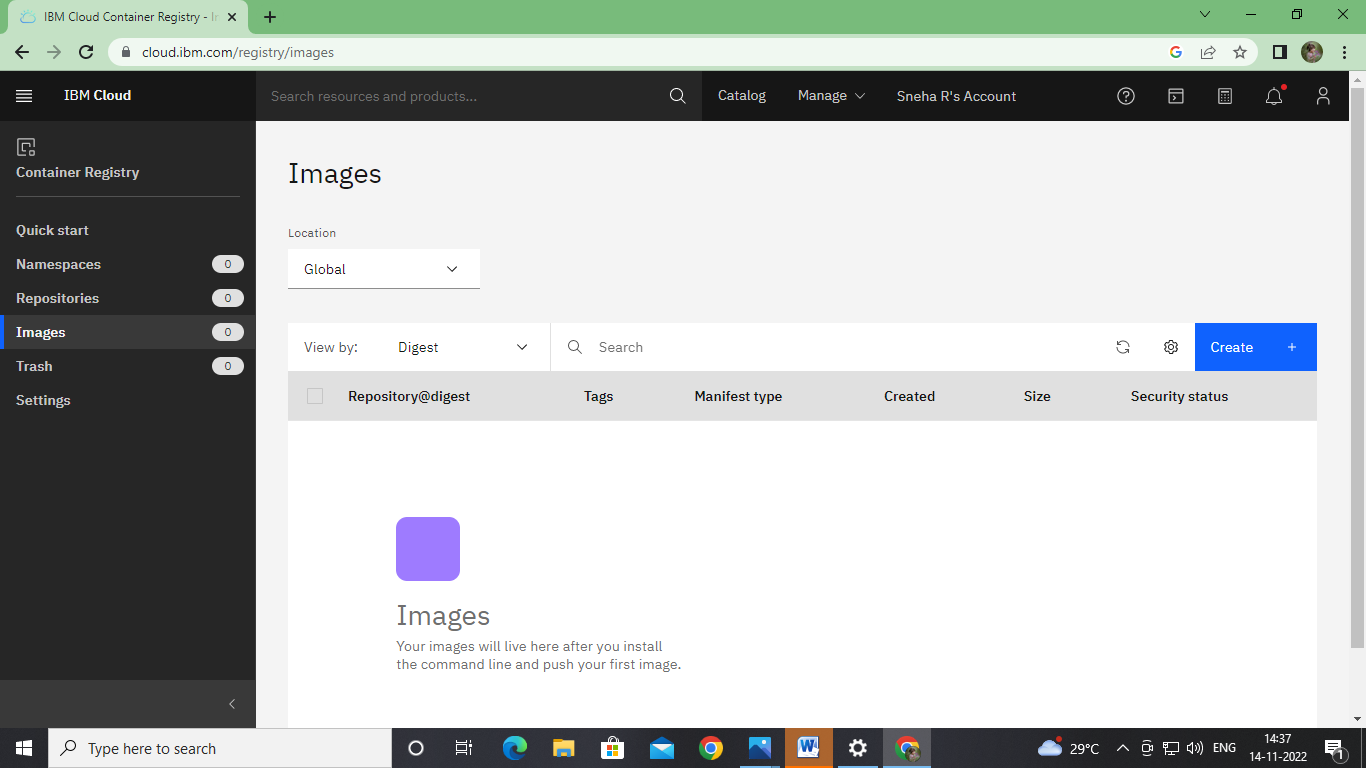 IBM Cloud Container Registry - I
cloud.ibm.com/registry/images
IBM Cloud
Search resources and products...
Catalog
Manage
Sneha R's Account
Container Registry
Quick start
Namespaces 0
Repositories 0
Images 0
Trash 0
Settings
Images
Location
Global
View by: Digest
Search
Create +
Repository@digest Tags Manifest type Created Size Security status
Images
Your images will live here after you install
the command line and push your first image.
Type here to search
29°C
ENG
14:37
14-11-2022
1